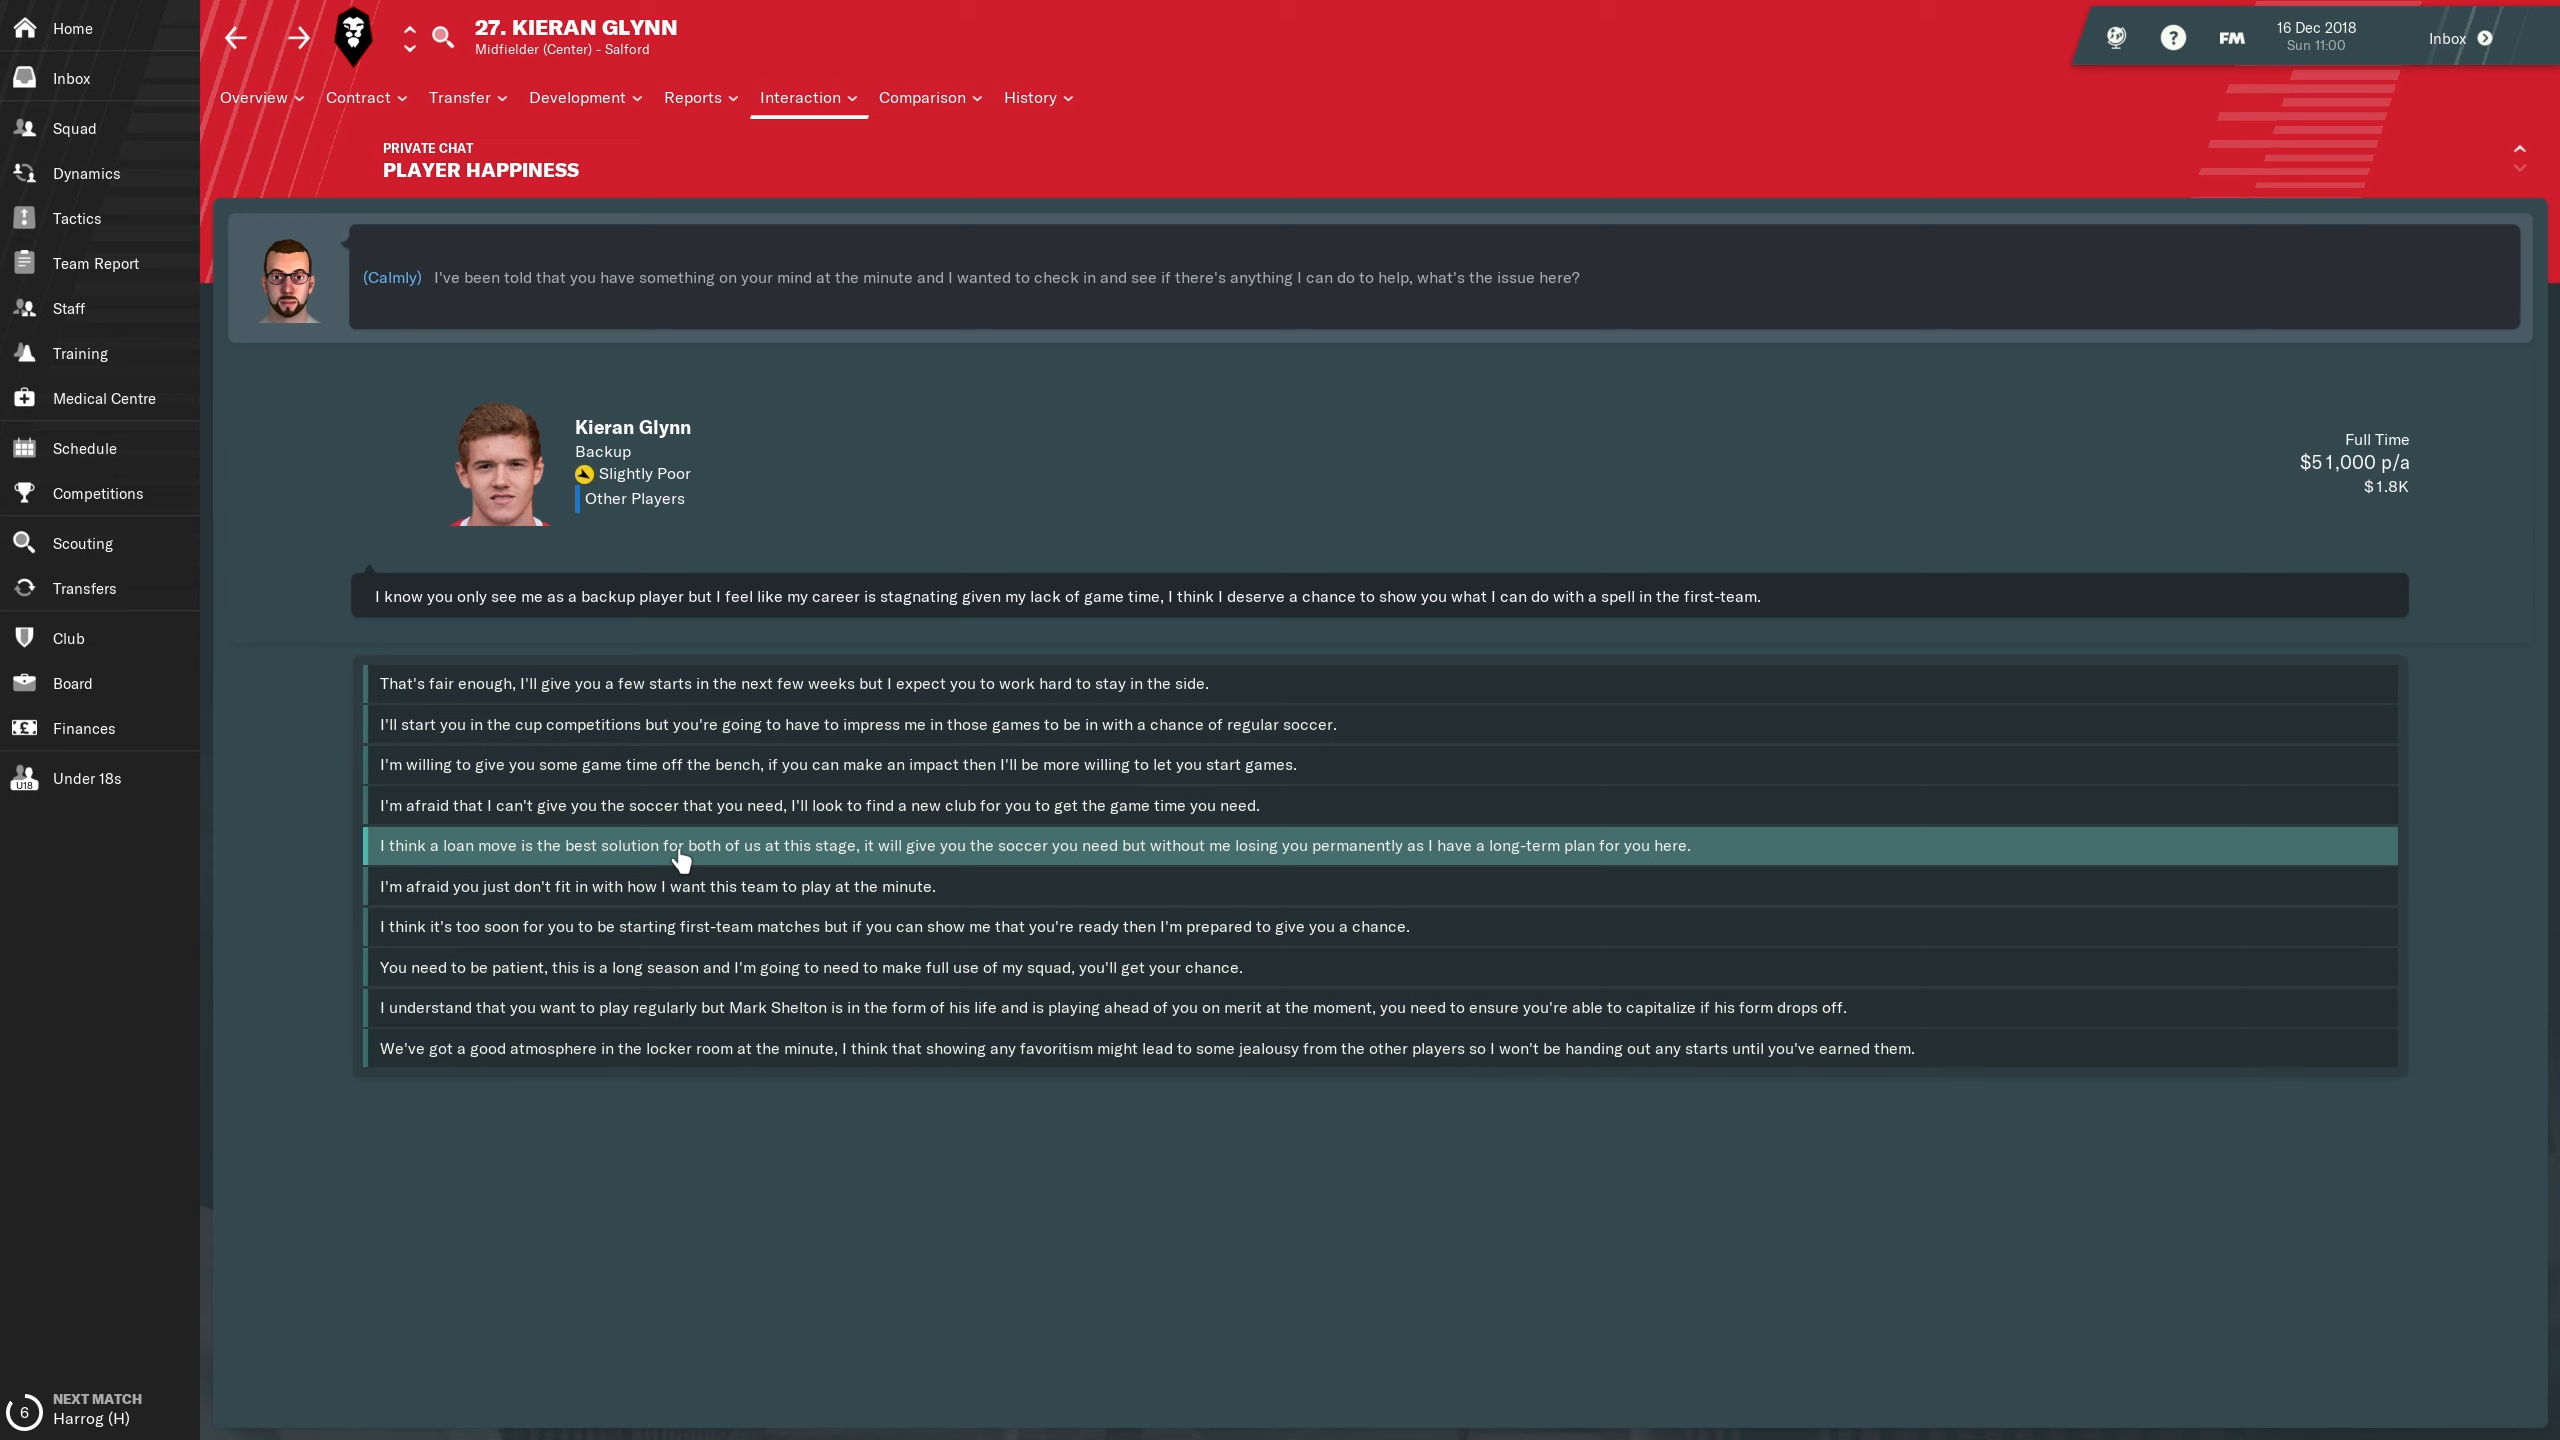 Home
Inbox
Squad
Dynamics
Tactics
Team Report
Staff
Training
Medical Centre
Schedule
Competitions
Scouting
Transfers
Club
Board
Finances
U18
Under 18s
6
NEXT MATCH
Harrog (H)
27. KIERAN GLYNN
Midfielder (Center) - Salford
?
FM
16 Dec 2018
Sun 11:00
Inbox
Overview
Contract
Transfer
Development
Reports
Interaction
Comparison
History
PRIVATE CHAT
PLAYER HAPPINESS
(Calmly) I've been told that you have something on your mind at the minute and I wanted to check in and see if there's anything I can do to help, what's the issue here?
Kieran Glynn
Backup
Slightly Poor
Other Players
Full Time
$51,000 p/a
$1.8K
I know you only see me as a backup player but I feel like my career is stagnating given my lack of game time, I think I deserve a chance to show you what I can do with a spell in the first-team.
That's fair enough, I'll give you a few starts in the next few weeks but I expect you to work hard to stay in the side.
I'll start you in the cup competitions but you're going to have to impress me in those games to be in with a chance of regular soccer.
I'm willing to give you some game time off the bench, if you can make an impact then I'll be more willing to let you start games.
I'm afraid that I can't give you the soccer that you need, I'll look to find a new club for you to get the game time you need.
I think a loan move is the best solution for both of us at this stage, it will give you the soccer you need but without me losing you permanently as I have a long-term plan for you here.
I'm afraid you just don't fit in with how I want this team to play at the minute.
I think it's too soon for you to be starting first-team matches but if you can show me that you're ready then I'm prepared to give you a chance.
You need to be patient, this is a long season and I'm going to need to make full use of my squad, you'll get your chance.
I understand that you want to play regularly but Mark Shelton is in the form of his life and is playing ahead of you on merit at the moment, you need to ensure you're able to capitalize if his form drops off.
We've got a good atmosphere in the locker room at the minute, I think that showing any favoritism might lead to some jealousy from the other players so I won't be handing out any starts until you've earned them.